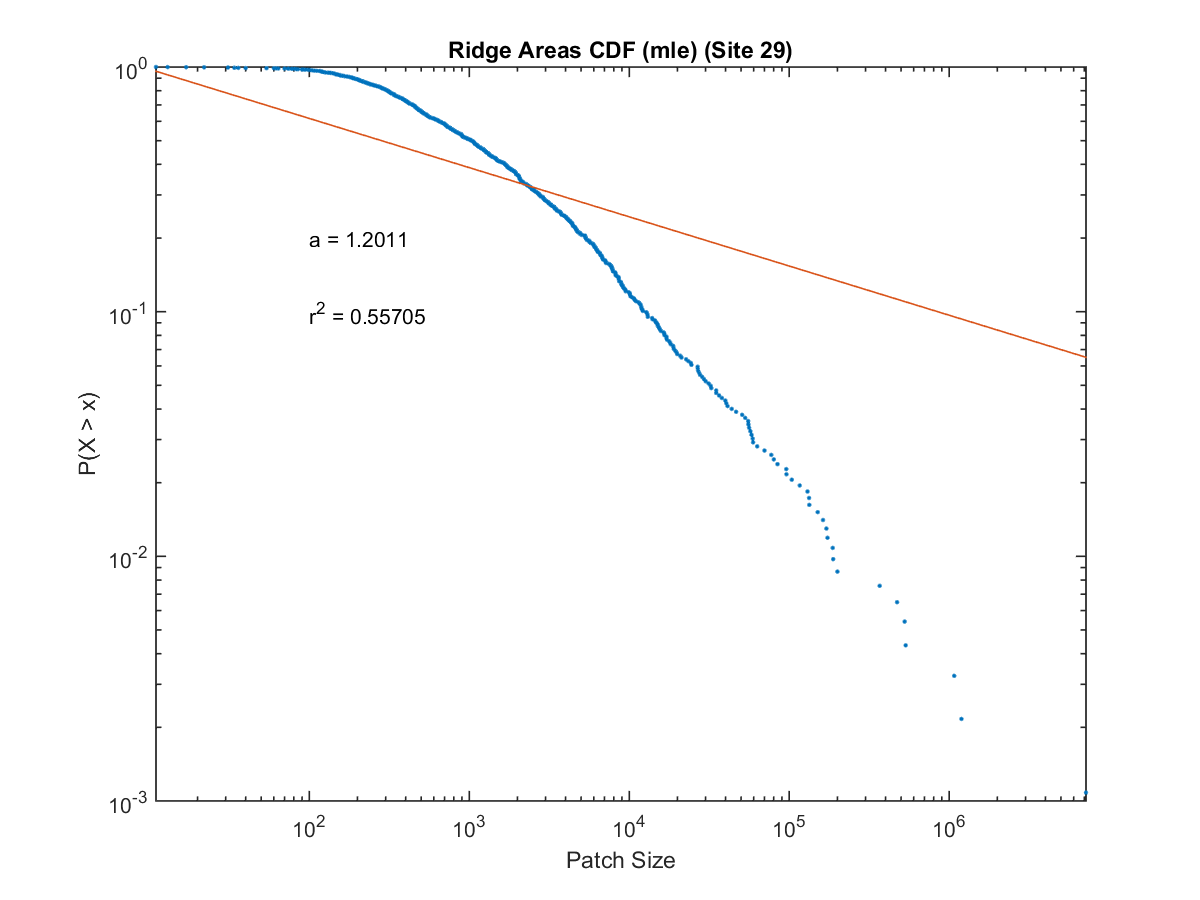 Ridge Areas CDF (mle) (Site 29)
10^0
10^-1
10^-2
10^-3
P(X > x)
a = 1.2011
r^2 = 0.55705
10^2 10^3 10^4 10^5 10^6
Patch Size